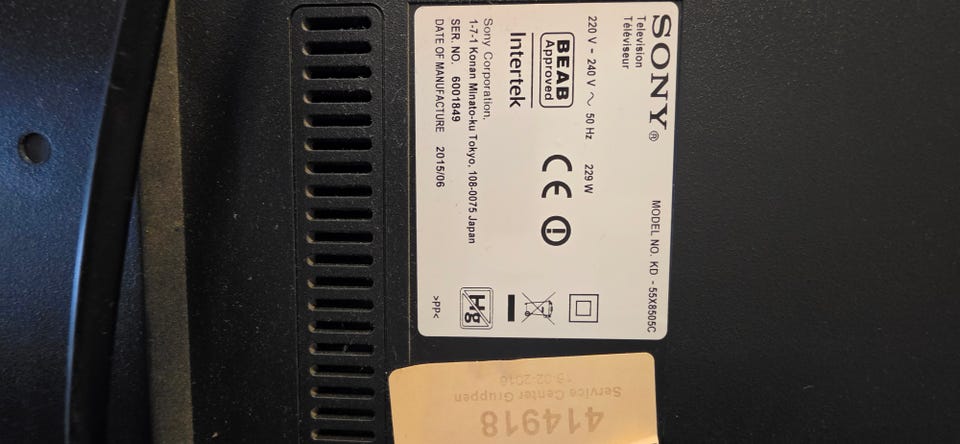 SONY®
Television
Téléviseur
MODEL NO. KD - 55X8505C
220 V - 240 V ~ 50 Hz 229 W
BEAB
Approved
Intertek
CE
Sony Corporation,
1-7-1 Konan Minato-ku Tokyo, 108-0075 Japan
SER. NO. 6001849
DATE OF MANUFACTURE 2015/06
Hg
>PP<
414918
Service Center Gruppen
16-02-2016